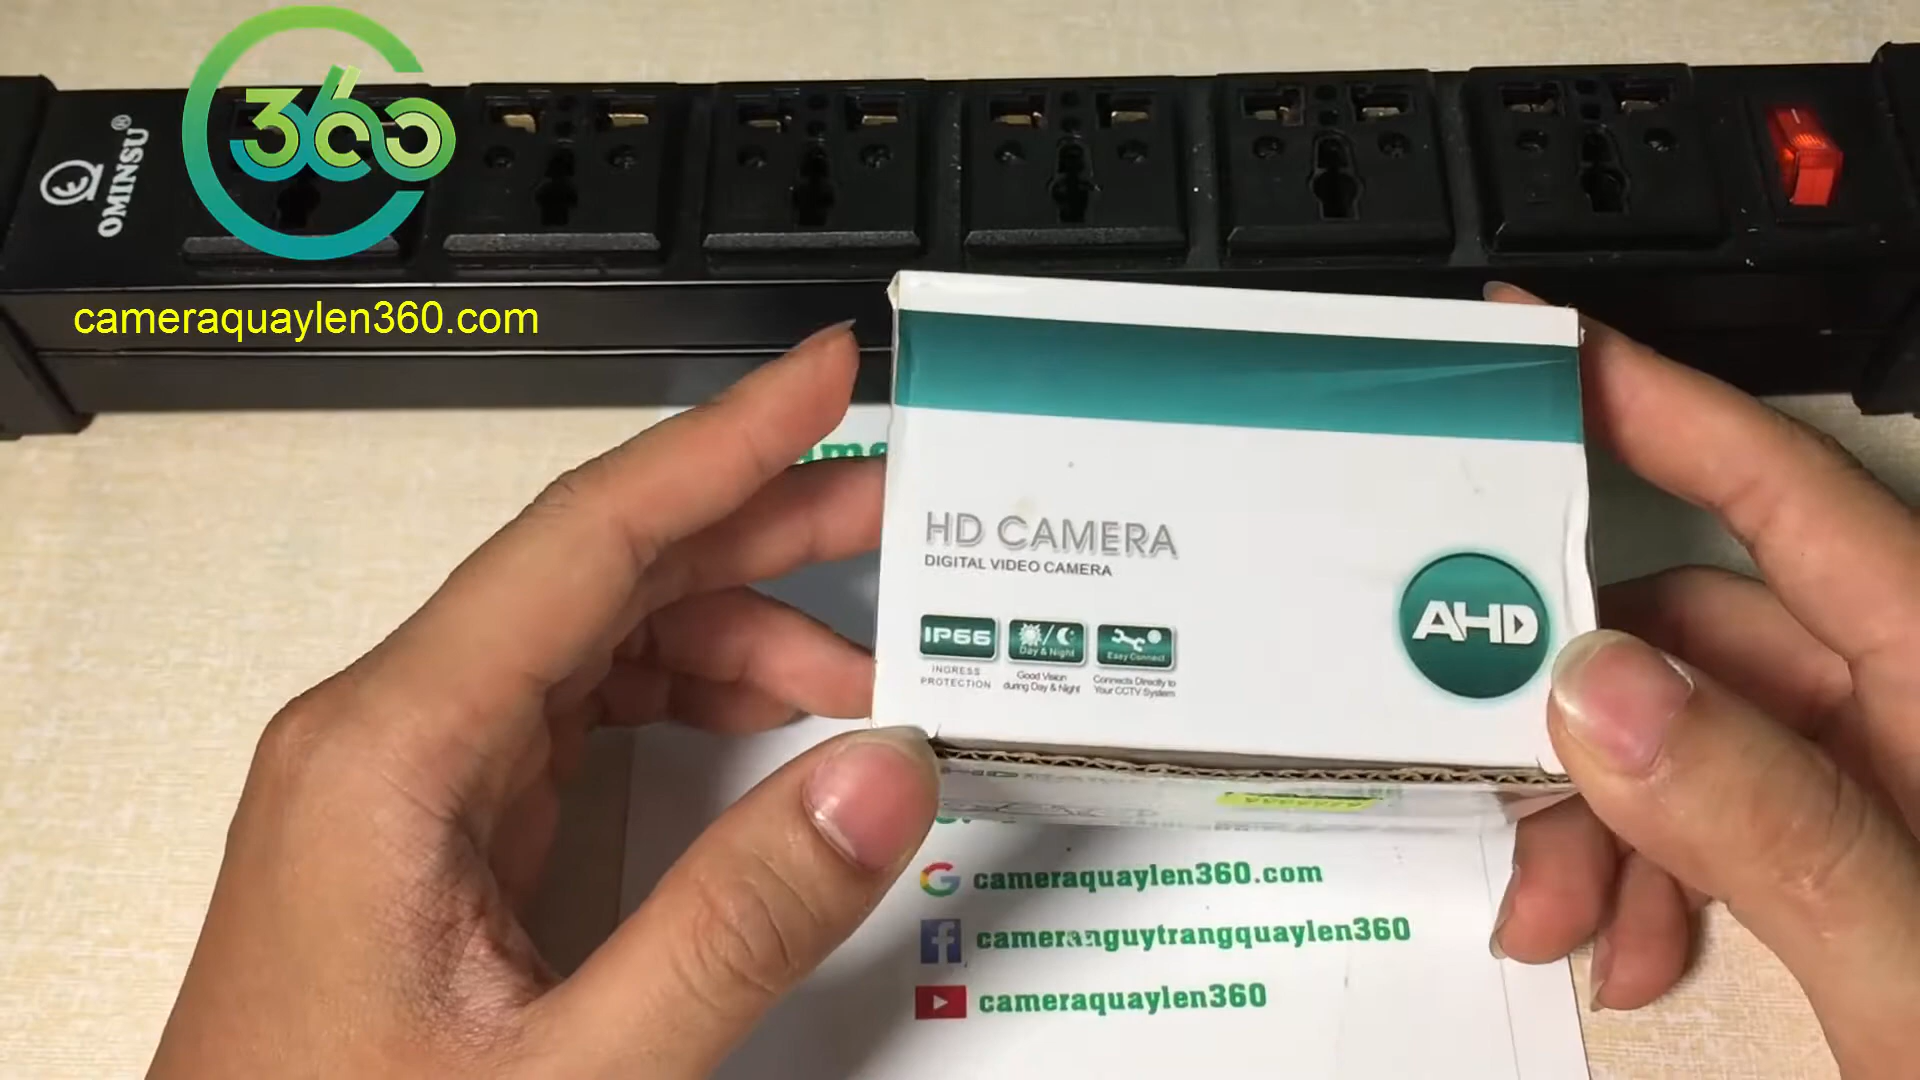 360
cameraquaylen360.com
OMINSU®
HD CAMERA
DIGITAL VIDEO CAMERA
IP66
INGRESS
PROTECTION
Day & Night
Good Vision
during Day & Night
Easy Connect
Connects Directly to
Your CCTV System
AHD
cameraquaylen360.com
cameranguytrangquaylen360
cameraquaylen360